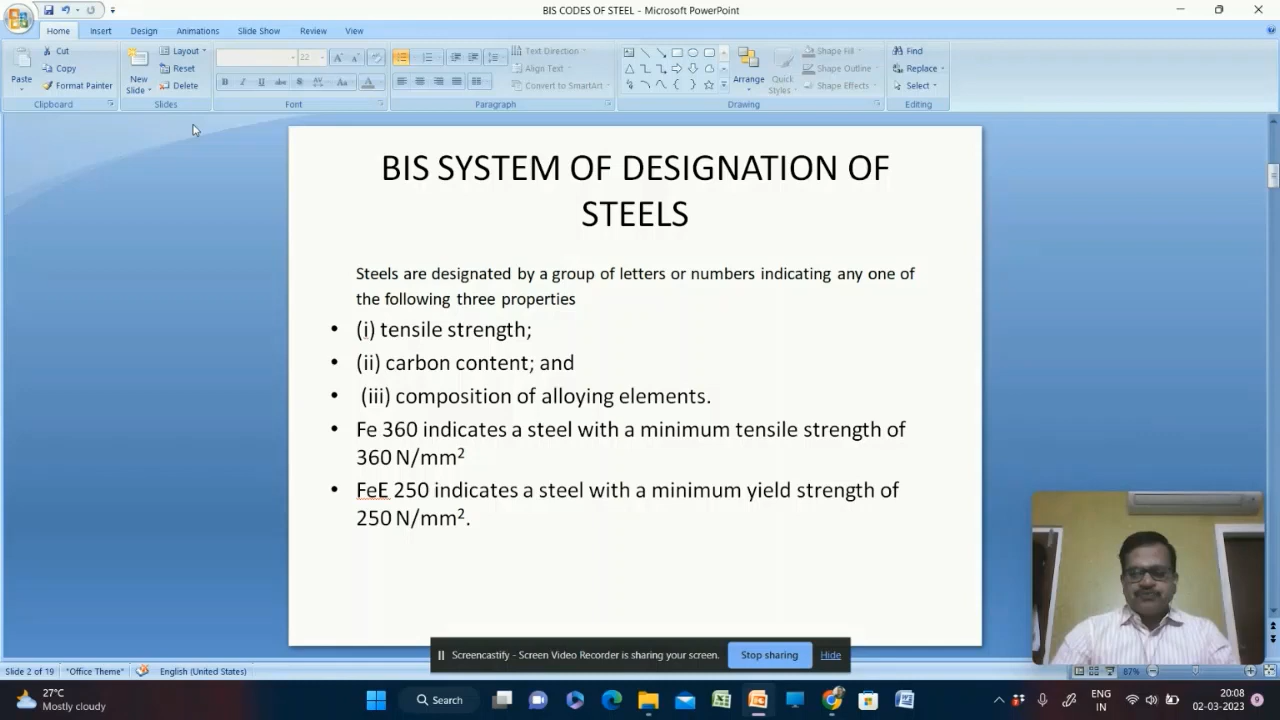 BIS CODES OF STEEL - Microsoft PowerPoint
Home Insert Design Animations Slide Show Review View
Paste
Cut
Copy
Format Painter
Clipboard
New
Slide
Layout
Reset
Delete
Slides
22
Font
Text Direction
Align Text
Convert to SmartArt
Paragraph
Arrange
Quick
Styles
Shape Fill
Shape Outline
Shape Effects
Drawing
Find
Replace
Select
Editing
BIS SYSTEM OF DESIGNATION OF
STEELS
Steels are designated by a group of letters or numbers indicating any one of
the following three properties
• (i) tensile strength;
• (ii) carbon content; and
• (iii) composition of alloying elements.
• Fe 360 indicates a steel with a minimum tensile strength of
360 N/mm²
• FeE 250 indicates a steel with a minimum yield strength of
250 N/mm².
Screencastify - Screen Video Recorder is sharing your screen. Stop sharing Hide
Slide 2 of 19 "Office Theme" English (United States) 87%
27°C
Mostly cloudy
Search
ENG
IN
20:08
02-03-2023